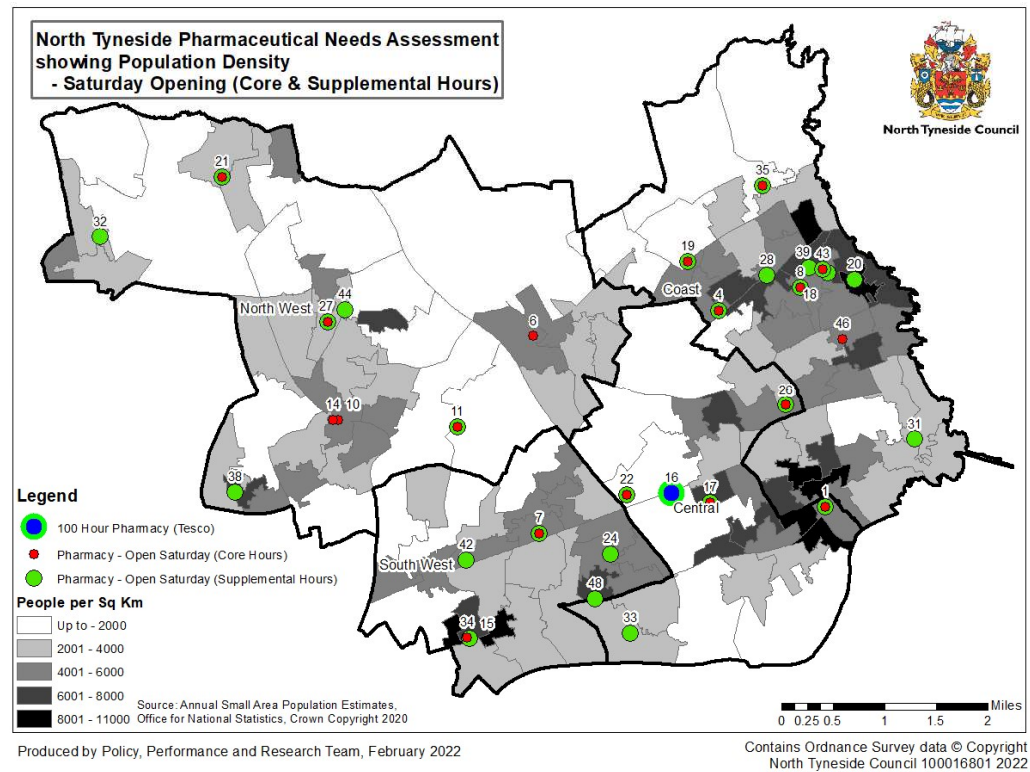 North Tyneside Pharmaceutical Needs Assessment
showing Population Density
- Saturday Opening (Core & Supplemental Hours)
North Tyneside Council
21
35
32
19
39
43
28
8
20
Coast
4
18
44
North West
27
6
46
14
10
11
26
31
38
22
16
17
Central
1
7
42
24
South West
48
34
15
33
Legend
100 Hour Pharmacy (Tesco)
Pharmacy - Open Saturday (Core Hours)
Pharmacy - Open Saturday (Supplemental Hours)
People per Sq Km
Up to - 2000
2001 - 4000
4001 - 6000
6001 - 8000
8001 - 11000
Source: Annual Small Area Population Estimates,
Office for National Statistics, Crown Copyright 2020
Miles
0 0.25 0.5 1 1.5 2
Produced by Policy, Performance and Research Team, February 2022
Contains Ordnance Survey data © Copyright
North Tyneside Council 100016801 2022